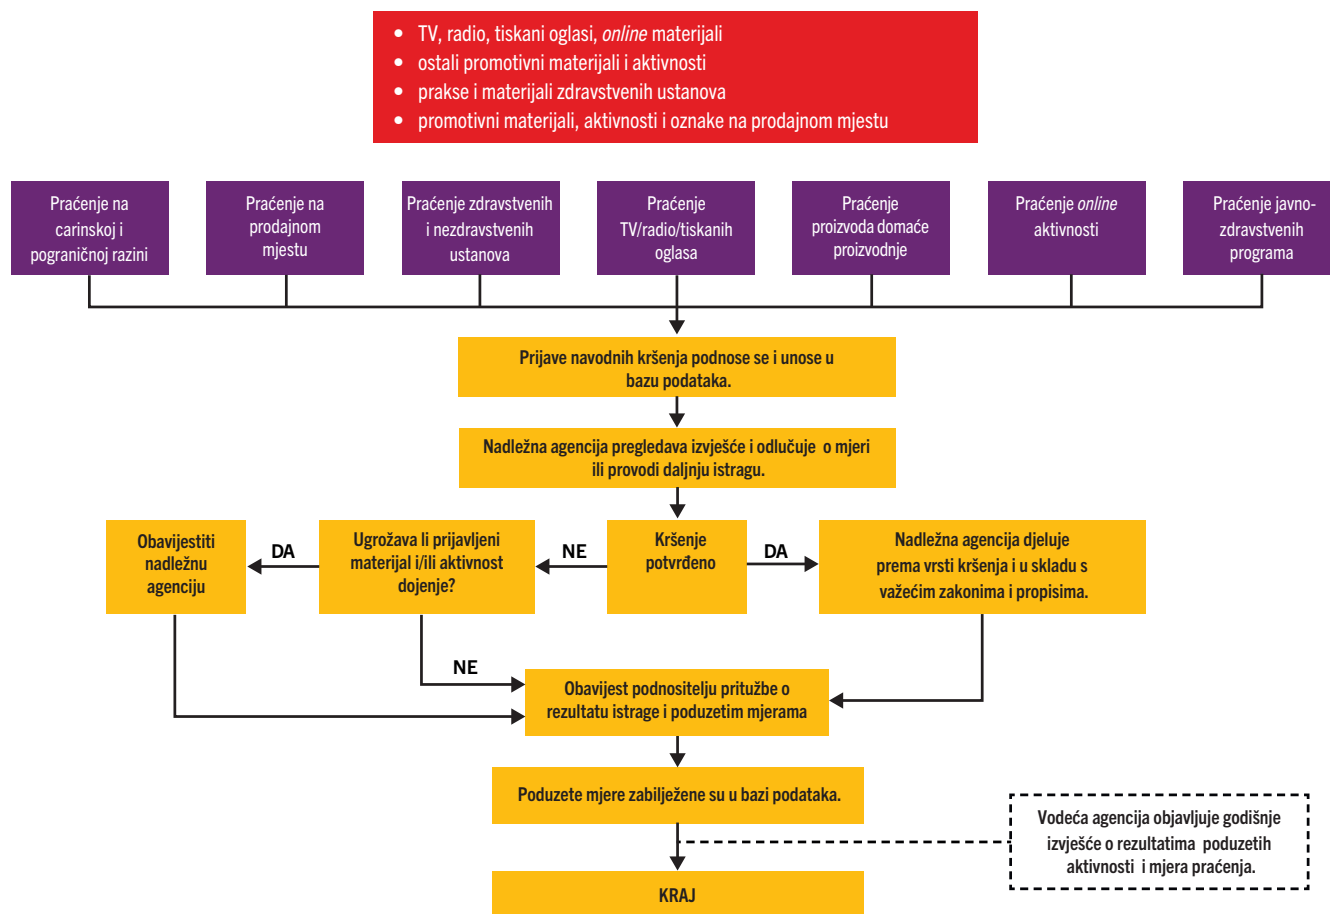 • TV, radio, tiskani oglasi, online materijali
• ostali promotivni materijali i aktivnosti
• prakse i materijali zdravstvenih ustanova
• promotivni materijali, aktivnosti i oznake na prodajnom mjestu
Praćenje na
carinskoj i
pograničnoj razini
Praćenje na
prodajnom
mjestu
Praćenje zdravstvenih
i nezdravstvenih
ustanova
Praćenje
TV/radio/tiskanih
oglasa
Praćenje
proizvoda domaće
proizvodnje
Praćenje online
aktivnosti
Praćenje javno-
zdravstvenih
programa
Prijave navodnih kršenja podnose se i unose u
bazu podataka.
Nadležna agencija pregledava izvješće i odlučuje o mjeri
ili provodi daljnju istragu.
Obavijestiti
nadležnu
agenciju
DA
Ugrožava li prijavljeni
materijal i/ili aktivnost
dojenje?
NE
Kršenje
potvrđeno
DA
Nadležna agencija djeluje
prema vrsti kršenja i u skladu s
važećim zakonima i propisima.
NE
Obavijest podnositelju pritužbe o
rezultatu istrage i poduzetim mjerama
Poduzete mjere zabilježene su u bazi podataka.
Vodeća agencija objavljuje godišnje
izvješće o rezultatima poduzetih
aktivnosti i mjera praćenja.
KRAJ